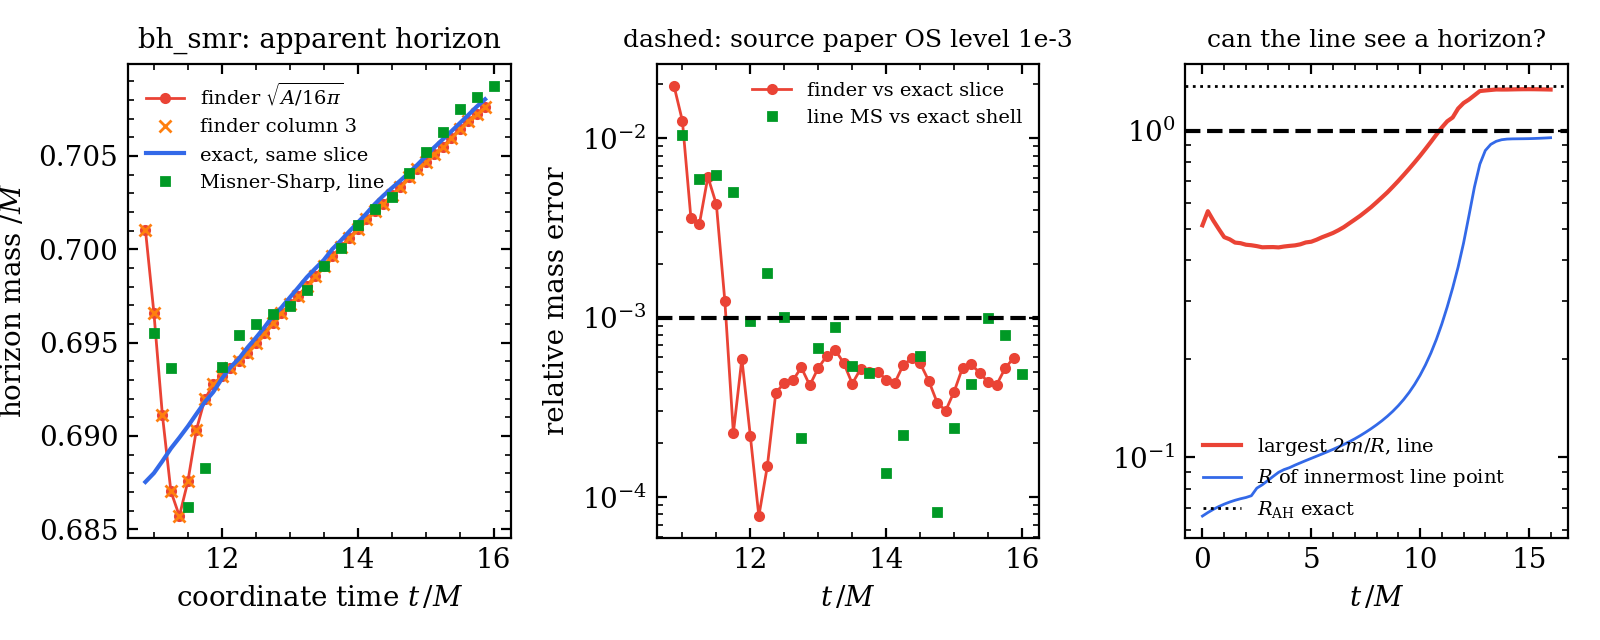 bh_smr: apparent horizon
horizon mass /M
0.705
0.700
0.695
0.690
0.685
finder √A/16π
finder column 3
exact, same slice
Misner-Sharp, line
12
14
16
coordinate time t/M
dashed: source paper OS level 1e-3
relative mass error
10⁻²
10⁻³
10⁻⁴
finder vs exact slice
line MS vs exact shell
12
14
16
t/M
can the line see a horizon?
10⁰
10⁻¹
largest 2m/R, line
R of innermost line point
R_AH exact
0
5
10
15
t/M